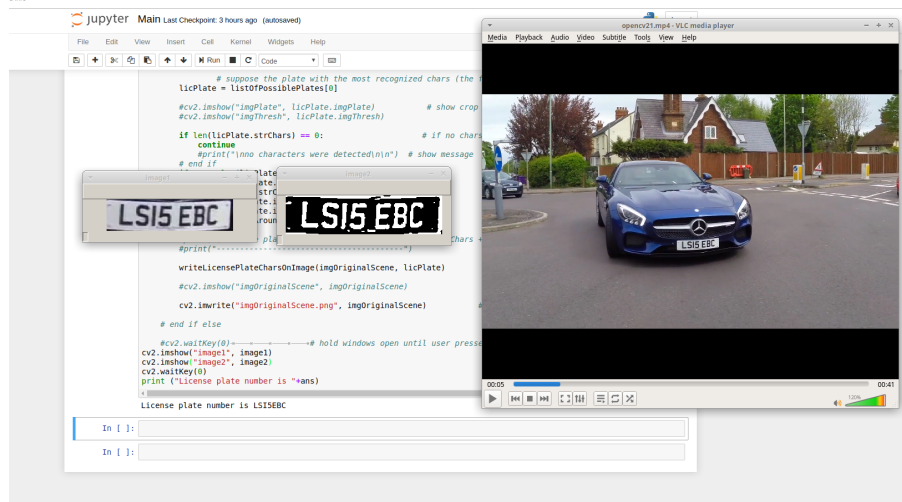 jupyter Main Last Checkpoint: 3 hours ago (autosaved)
File Edit View Insert Cell Kernel Widgets Help
Run Code
# suppose the plate with the most recognized chars (the f
licPlate = listOfPossiblePlates[0]
#cv2.imshow("imgPlate", licPlate.imgPlate) # show crop
#cv2.imshow("imgThresh", licPlate.imgThresh)
if len(licPlate.strChars) == 0: # if no chars
continue
#print("\nno characters were detected\n\n") # show message
# end if
image1
image2
LS15 EBC
LS15 EBC
#print("----------------------------------------")
writeLicensePlateCharsOnImage(imgOriginalScene, licPlate)
#cv2.imshow("imgOriginalScene", imgOriginalScene)
cv2.imwrite("imgOriginalScene.png", imgOriginalScene) #
# end if else
#cv2.waitKey(0) # hold windows open until user presse
cv2.imshow("image1", image1)
cv2.imshow("image2", image2)
cv2.waitKey(0)
print ("License plate number is "+ans)
License plate number is LSI5EBC
In [ ]:
In [ ]:
opencv21.mp4 - VLC media player
Media Playback Audio Video Subtitle Tools View Help
LS15 EBC
00:05 00:41
120%